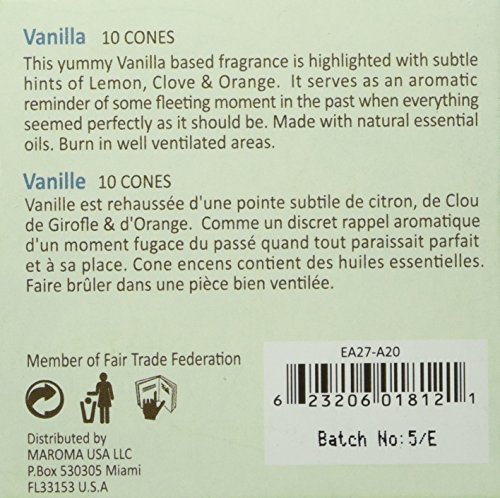 Vanilla 10 CONES
This yummy Vanilla based fragrance is highlighted with subtle
hints of Lemon, Clove & Orange. It serves as an aromatic
reminder of some fleeting moment in the past when everything
seemed perfectly as it should be. Made with natural essential
oils. Burn in well ventilated areas.
Vanille 10 CONES
Vanille est rehaussée d'une pointe subtile de citron, de Clou
de Girofle & d'Orange. Comme un discret rappel aromatique
d'un moment fugace du passé quand tout paraissait parfait
et à sa place. Cone encens contient des huiles essentielles.
Faire brûler dans une pièce bien ventilée.
Member of Fair Trade Federation
EA27-A20
6 23206 01812 1
Batch No: 5/E
Distributed by
MAROMA USA LLC
P.Box 530305 Miami
FL33153 U.S.A